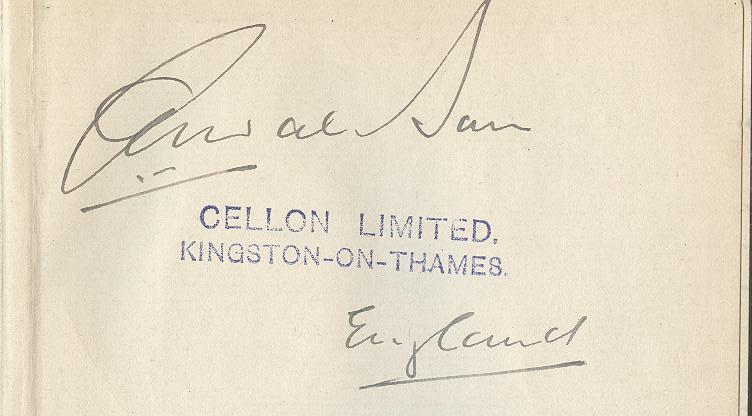 CELLON LIMITED.
KINGSTON-ON-THAMES.
England